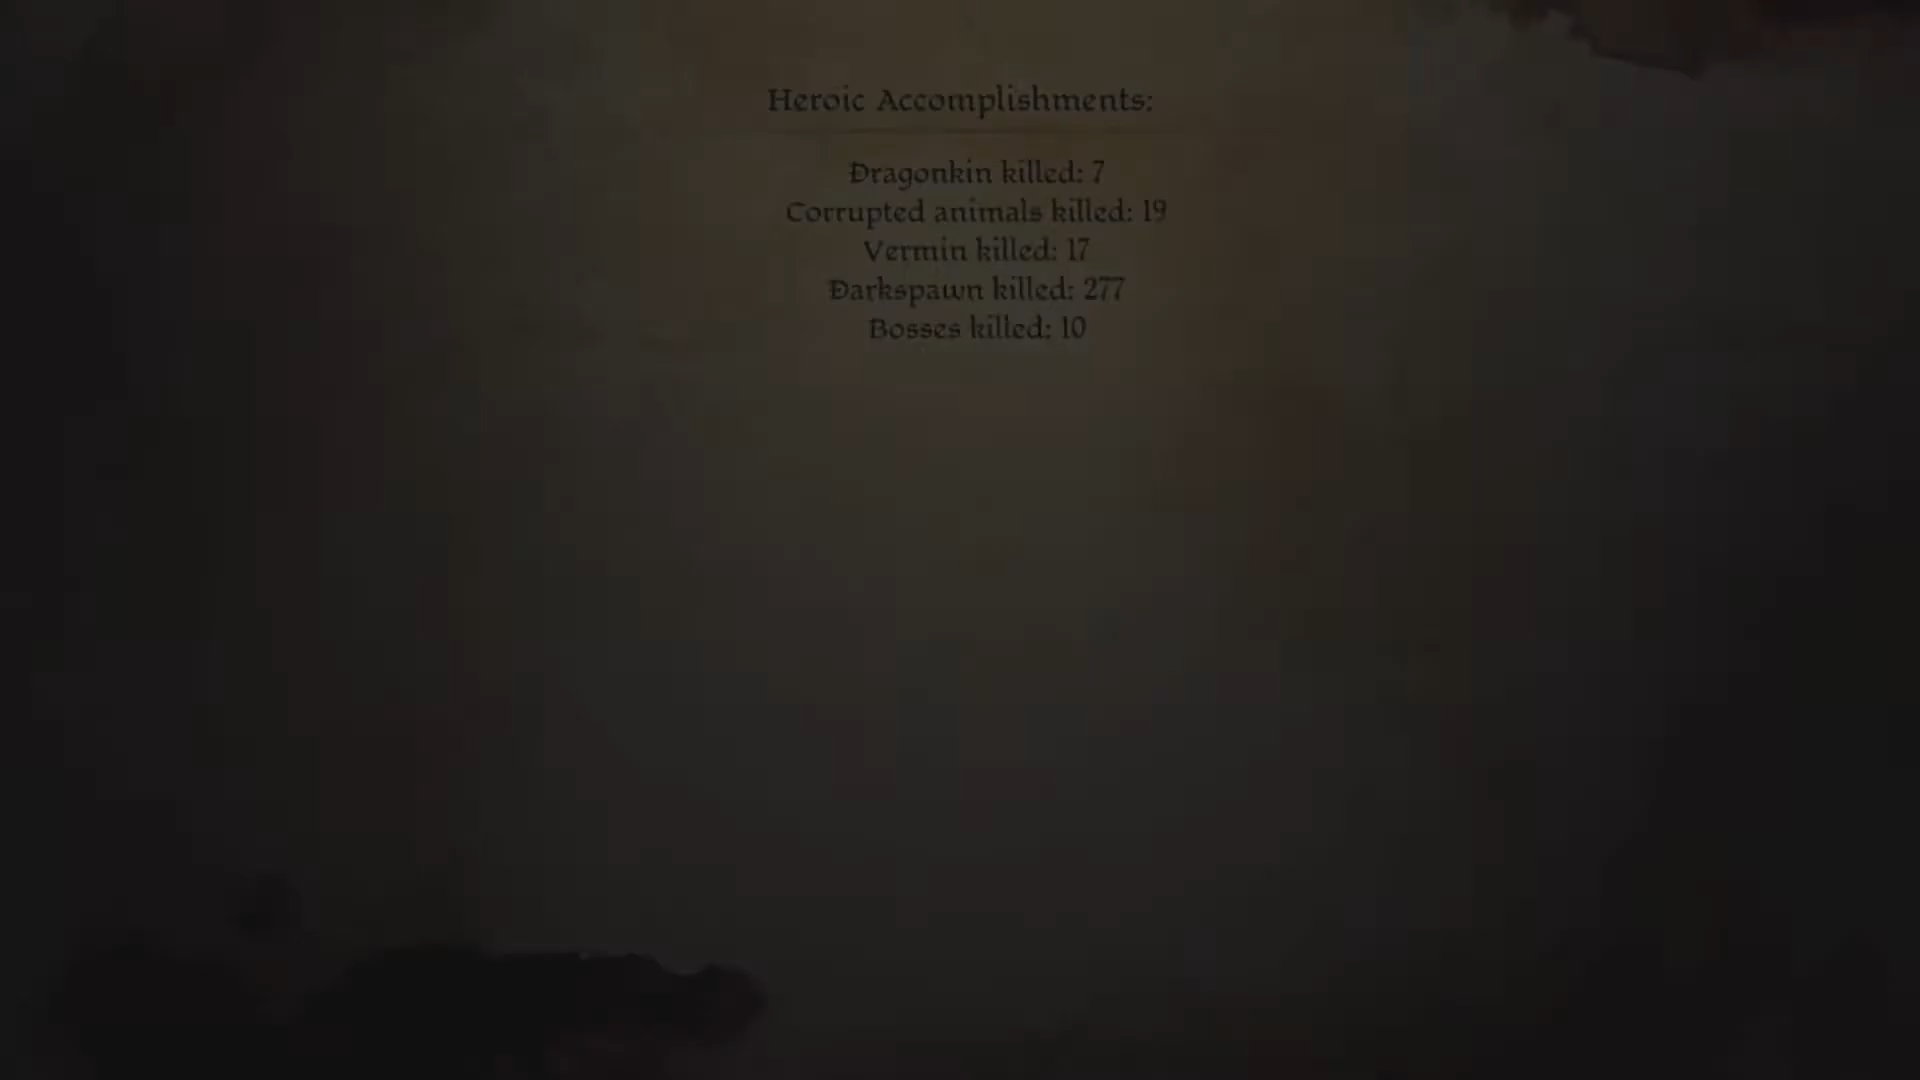 Heroic Accomplishments:
Dragonkin killed: 7
Corrupted animals killed: 19
Vermin killed: 17
Darkspawn killed: 277
Bosses killed: 10